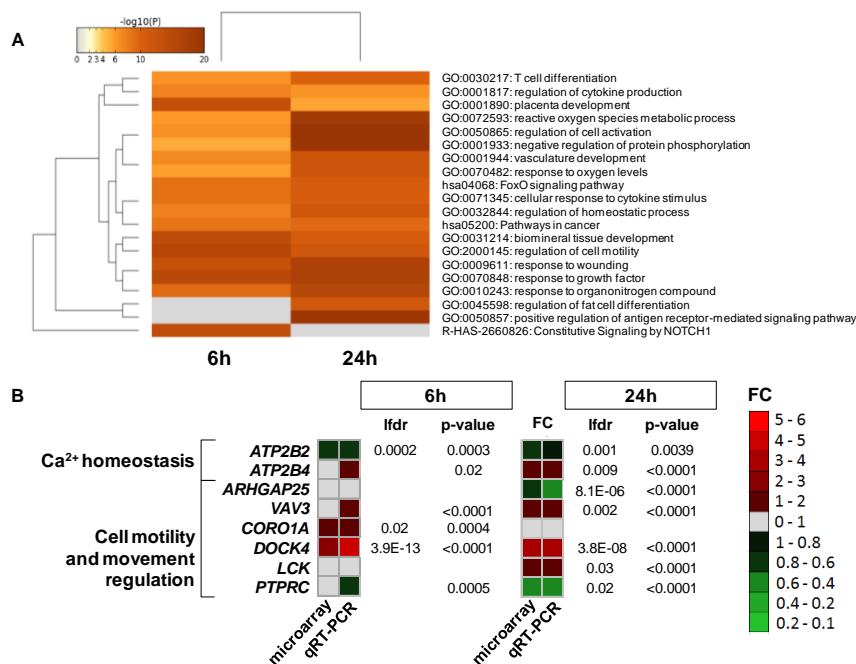 A
-log10(P)
0 2 3 4 6 10 20
GO:0030217: T cell differentiation
GO:0001817: regulation of cytokine production
GO:0001890: placenta development
GO:0072593: reactive oxygen species metabolic process
GO:0050865: regulation of cell activation
GO:0001933: negative regulation of protein phosphorylation
GO:0001944: vasculature development
GO:0070482: response to oxygen levels
hsa04068: FoxO signaling pathway
GO:0071345: cellular response to cytokine stimulus
GO:0032844: regulation of homeostatic process
hsa05200: Pathways in cancer
GO:0031214: biomineral tissue development
GO:2000145: regulation of cell motility
GO:0009611: response to wounding
GO:0070848: response to growth factor
GO:0010243: response to organonitrogen compound
GO:0045598: regulation of fat cell differentiation
GO:0050857: positive regulation of antigen receptor-mediated signaling pathway
R-HAS-2660826: Constitutive Signaling by NOTCH1
6h 24h
B
6h 24h
lfdr p-value FC lfdr p-value
Ca2+ homeostasis
ATP2B2 0.0002 0.0003 0.001 0.0039
ATP2B4 0.02 0.009 <0.0001
Cell motility
and movement
regulation
ARHGAP25 8.1E-06 <0.0001
VAV3 <0.0001 0.002 <0.0001
CORO1A 0.02 0.0004
DOCK4 3.9E-13 <0.0001 3.8E-08 <0.0001
LCK 0.03 <0.0001
PTPRC 0.0005 0.02 <0.0001
microarray
qRT-PCR
microarray
qRT-PCR
FC
5 - 6
4 - 5
3 - 4
2 - 3
1 - 2
0 - 1
1 - 0.8
0.8 - 0.6
0.6 - 0.4
0.4 - 0.2
0.2 - 0.1